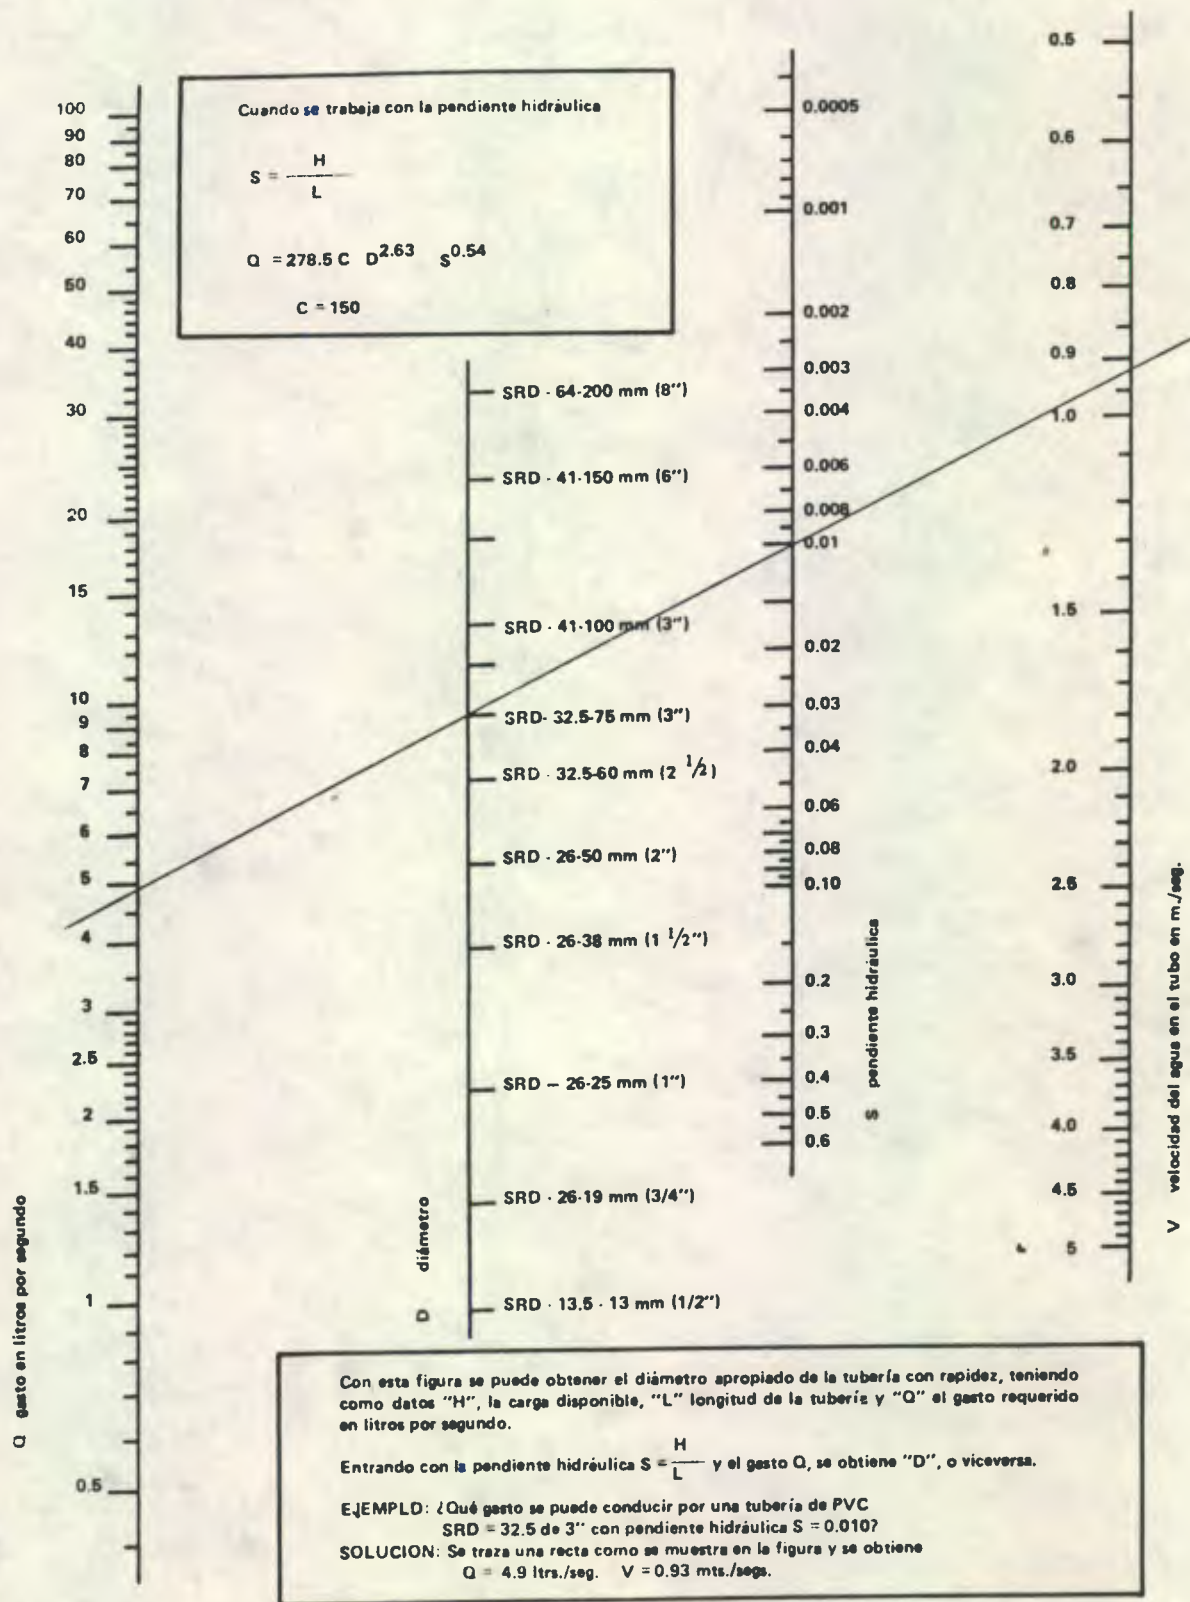 Cuando se trabaja con la pendiente hidráulica
S = H
L
Q = 278.5 C D2.63 S0.54
C = 150
100
90
80
70
60
50
40
30
20
15
10
9
8
7
6
5
4
3
2.5
2
1.5
1
0.5
Q gasto en litros por segundo
SRD - 64-200 mm (8")
SRD - 41-150 mm (6")
SRD - 41-100 mm (3")
SRD- 32.5-75 mm (3")
SRD - 32.5-60 mm (2 1/2)
SRD - 26-50 mm (2")
SRD - 26-38 mm (1 1/2")
SRD - 26-25 mm (1")
SRD - 26-19 mm (3/4")
SRD - 13.5 - 13 mm (1/2")
D diámetro
0.0005
0.001
0.002
0.003
0.004
0.006
0.008
0.01
0.02
0.03
0.04
0.06
0.08
0.10
0.2
0.3
0.4
0.5
0.6
S pendiente hidráulica
0.5
0.6
0.7
0.8
0.9
1.0
1.5
2.0
2.5
3.0
3.5
4.0
4.5
5
V velocidad del agua en el tubo en m./seg.
Con esta figura se puede obtener el diámetro apropiado de la tubería con rapidez, teniendo
como datos "H", la carga disponible, "L" longitud de la tubería y "Q" el gasto requerido
en litros por segundo.
Entrando con la pendiente hidráulica S = H/L y el gasto Q, se obtiene "D", o viceversa.
EJEMPLO: ¿Qué gasto se puede conducir por una tubería de PVC
SRD = 32.5 de 3" con pendiente hidráulica S = 0.010?
SOLUCION: Se traza una recta como se muestra en la figura y se obtiene
Q = 4.9 ltrs./seg. V = 0.93 mts./segs.